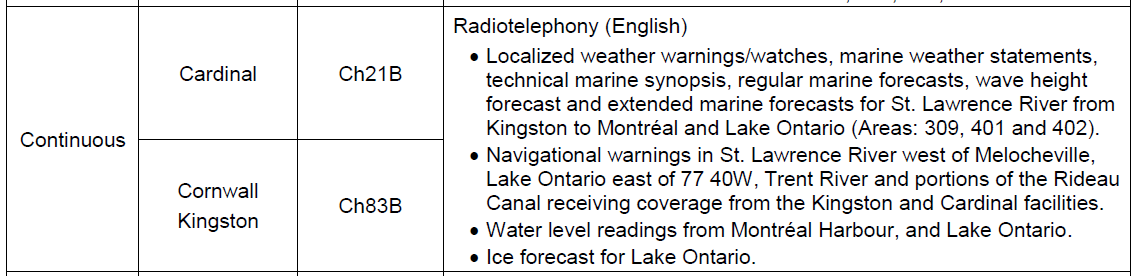 Radiotelephony (English)
Continuous
Cardinal
Ch21B
• Localized weather warnings/watches, marine weather statements,
technical marine synopsis, regular marine forecasts, wave height
forecast and extended marine forecasts for St. Lawrence River from
Kingston to Montréal and Lake Ontario (Areas: 309, 401 and 402).
Cornwall
Kingston
Ch83B
• Navigational warnings in St. Lawrence River west of Melocheville,
Lake Ontario east of 77 40W, Trent River and portions of the Rideau
Canal receiving coverage from the Kingston and Cardinal facilities.
• Water level readings from Montréal Harbour, and Lake Ontario.
• Ice forecast for Lake Ontario.